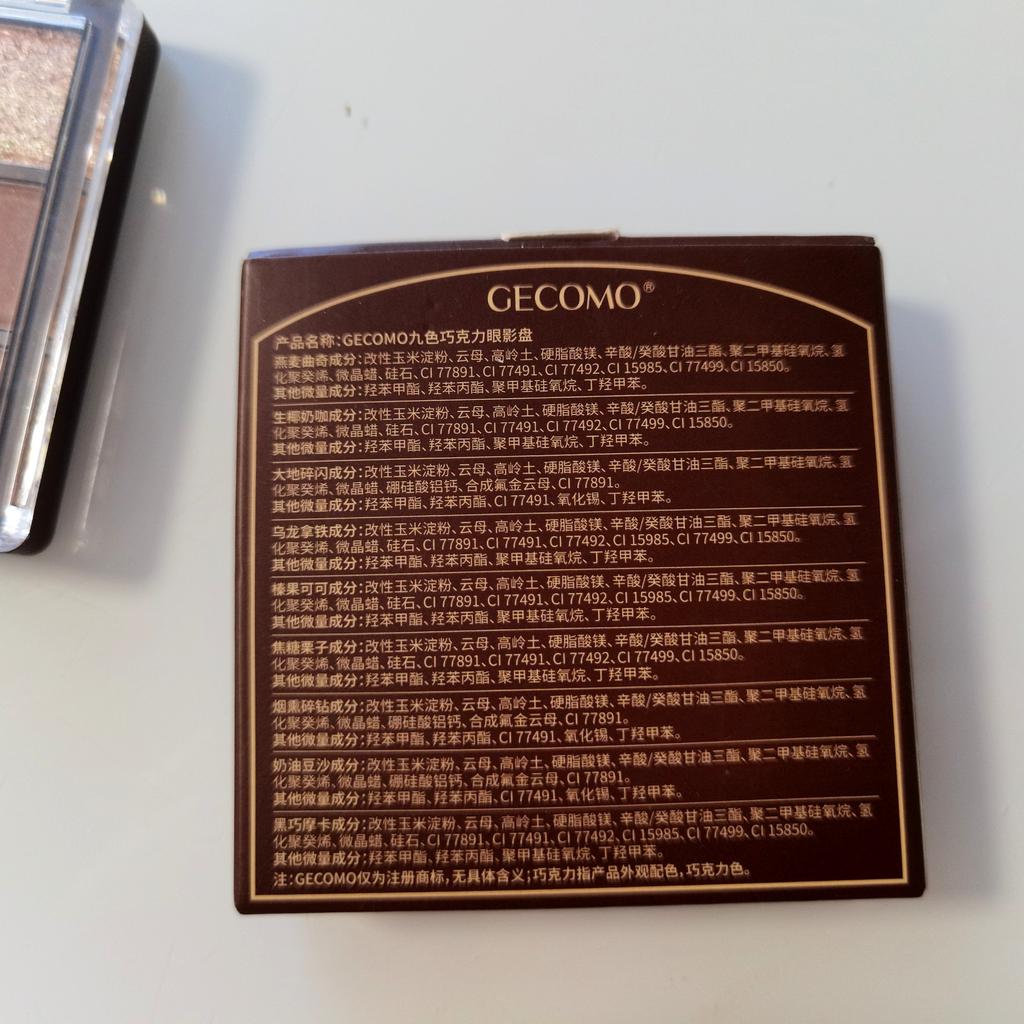 GECOMO®
产品名称:GECOMO九色巧克力眼影盘
燕麦曲奇成分:改性玉米淀粉、云母、高岭土、硬脂酸镁、辛酸/癸酸甘油三酯、聚二甲基硅氧烷、氢
化聚癸烯、微晶蜡、硅石、CI 77891、CI 77491、CI 77492、CI 15985、CI 77499、CI 15850。
其他微量成分:羟苯甲酯、羟苯丙酯、聚甲基硅氧烷、丁羟甲苯。
生椰奶咖成分:改性玉米淀粉、云母、高岭土、硬脂酸镁、辛酸/癸酸甘油三酯、聚二甲基硅氧烷、氢
化聚癸烯、微晶蜡、硅石、CI 77891、CI 77491、CI 77492、CI 77499、CI 15850。
其他微量成分:羟苯甲酯、羟苯丙酯、聚甲基硅氧烷、丁羟甲苯。
大地碎闪成分:改性玉米淀粉、云母、高岭土、硬脂酸镁、辛酸/癸酸甘油三酯、聚二甲基硅氧烷、氢
化聚癸烯、微晶蜡、硼硅酸铝钙、合成氟金云母、CI 77891。
其他微量成分:羟苯甲酯、羟苯丙酯、CI 77491、氧化锡、丁羟甲苯。
乌龙拿铁成分:改性玉米淀粉、云母、高岭土、硬脂酸镁、辛酸/癸酸甘油三酯、聚二甲基硅氧烷、氢
化聚癸烯、微晶蜡、硅石、CI 77891、CI 77491、CI 77492、CI 15985、CI 77499、CI 15850。
其他微量成分:羟苯甲酯、羟苯丙酯、聚甲基硅氧烷、丁羟甲苯。
榛果可可成分:改性玉米淀粉、云母、高岭土、硬脂酸镁、辛酸/癸酸甘油三酯、聚二甲基硅氧烷、氢
化聚癸烯、微晶蜡、硅石、CI 77891、CI 77491、CI 77492、CI 15985、CI 77499、CI 15850。
其他微量成分:羟苯甲酯、羟苯丙酯、聚甲基硅氧烷、丁羟甲苯。
焦糖栗子成分:改性玉米淀粉、云母、高岭土、硬脂酸镁、辛酸/癸酸甘油三酯、聚二甲基硅氧烷、氢
化聚癸烯、微晶蜡、硅石、CI 77891、CI 77491、CI 77492、CI 77499、CI 15850。
其他微量成分:羟苯甲酯、羟苯丙酯、聚甲基硅氧烷、丁羟甲苯。
烟熏碎钻成分:改性玉米淀粉、云母、高岭土、硬脂酸镁、辛酸/癸酸甘油三酯、聚二甲基硅氧烷、氢
化聚癸烯、微晶蜡、硼硅酸铝钙、合成氟金云母、CI 77891。
其他微量成分:羟苯甲酯、羟苯丙酯、CI 77491、氧化锡、丁羟甲苯。
奶油豆沙成分:改性玉米淀粉、云母、高岭土、硬脂酸镁、辛酸/癸酸甘油三酯、聚二甲基硅氧烷、氢
化聚癸烯、微晶蜡、硼硅酸铝钙、合成氟金云母、CI 77891。
其他微量成分:羟苯甲酯、羟苯丙酯、CI 77491、氧化锡、丁羟甲苯。
黑巧摩卡成分:改性玉米淀粉、云母、高岭土、硬脂酸镁、辛酸/癸酸甘油三酯、聚二甲基硅氧烷、氢
化聚癸烯、微晶蜡、硅石、CI 77891、CI 77491、CI 77492、CI 15985、CI 77499、CI 15850。
其他微量成分:羟苯甲酯、羟苯丙酯、聚甲基硅氧烷、丁羟甲苯。
注:GECOMO仅为注册商标,无具体含义;巧克力指产品外观配色,巧克力色。